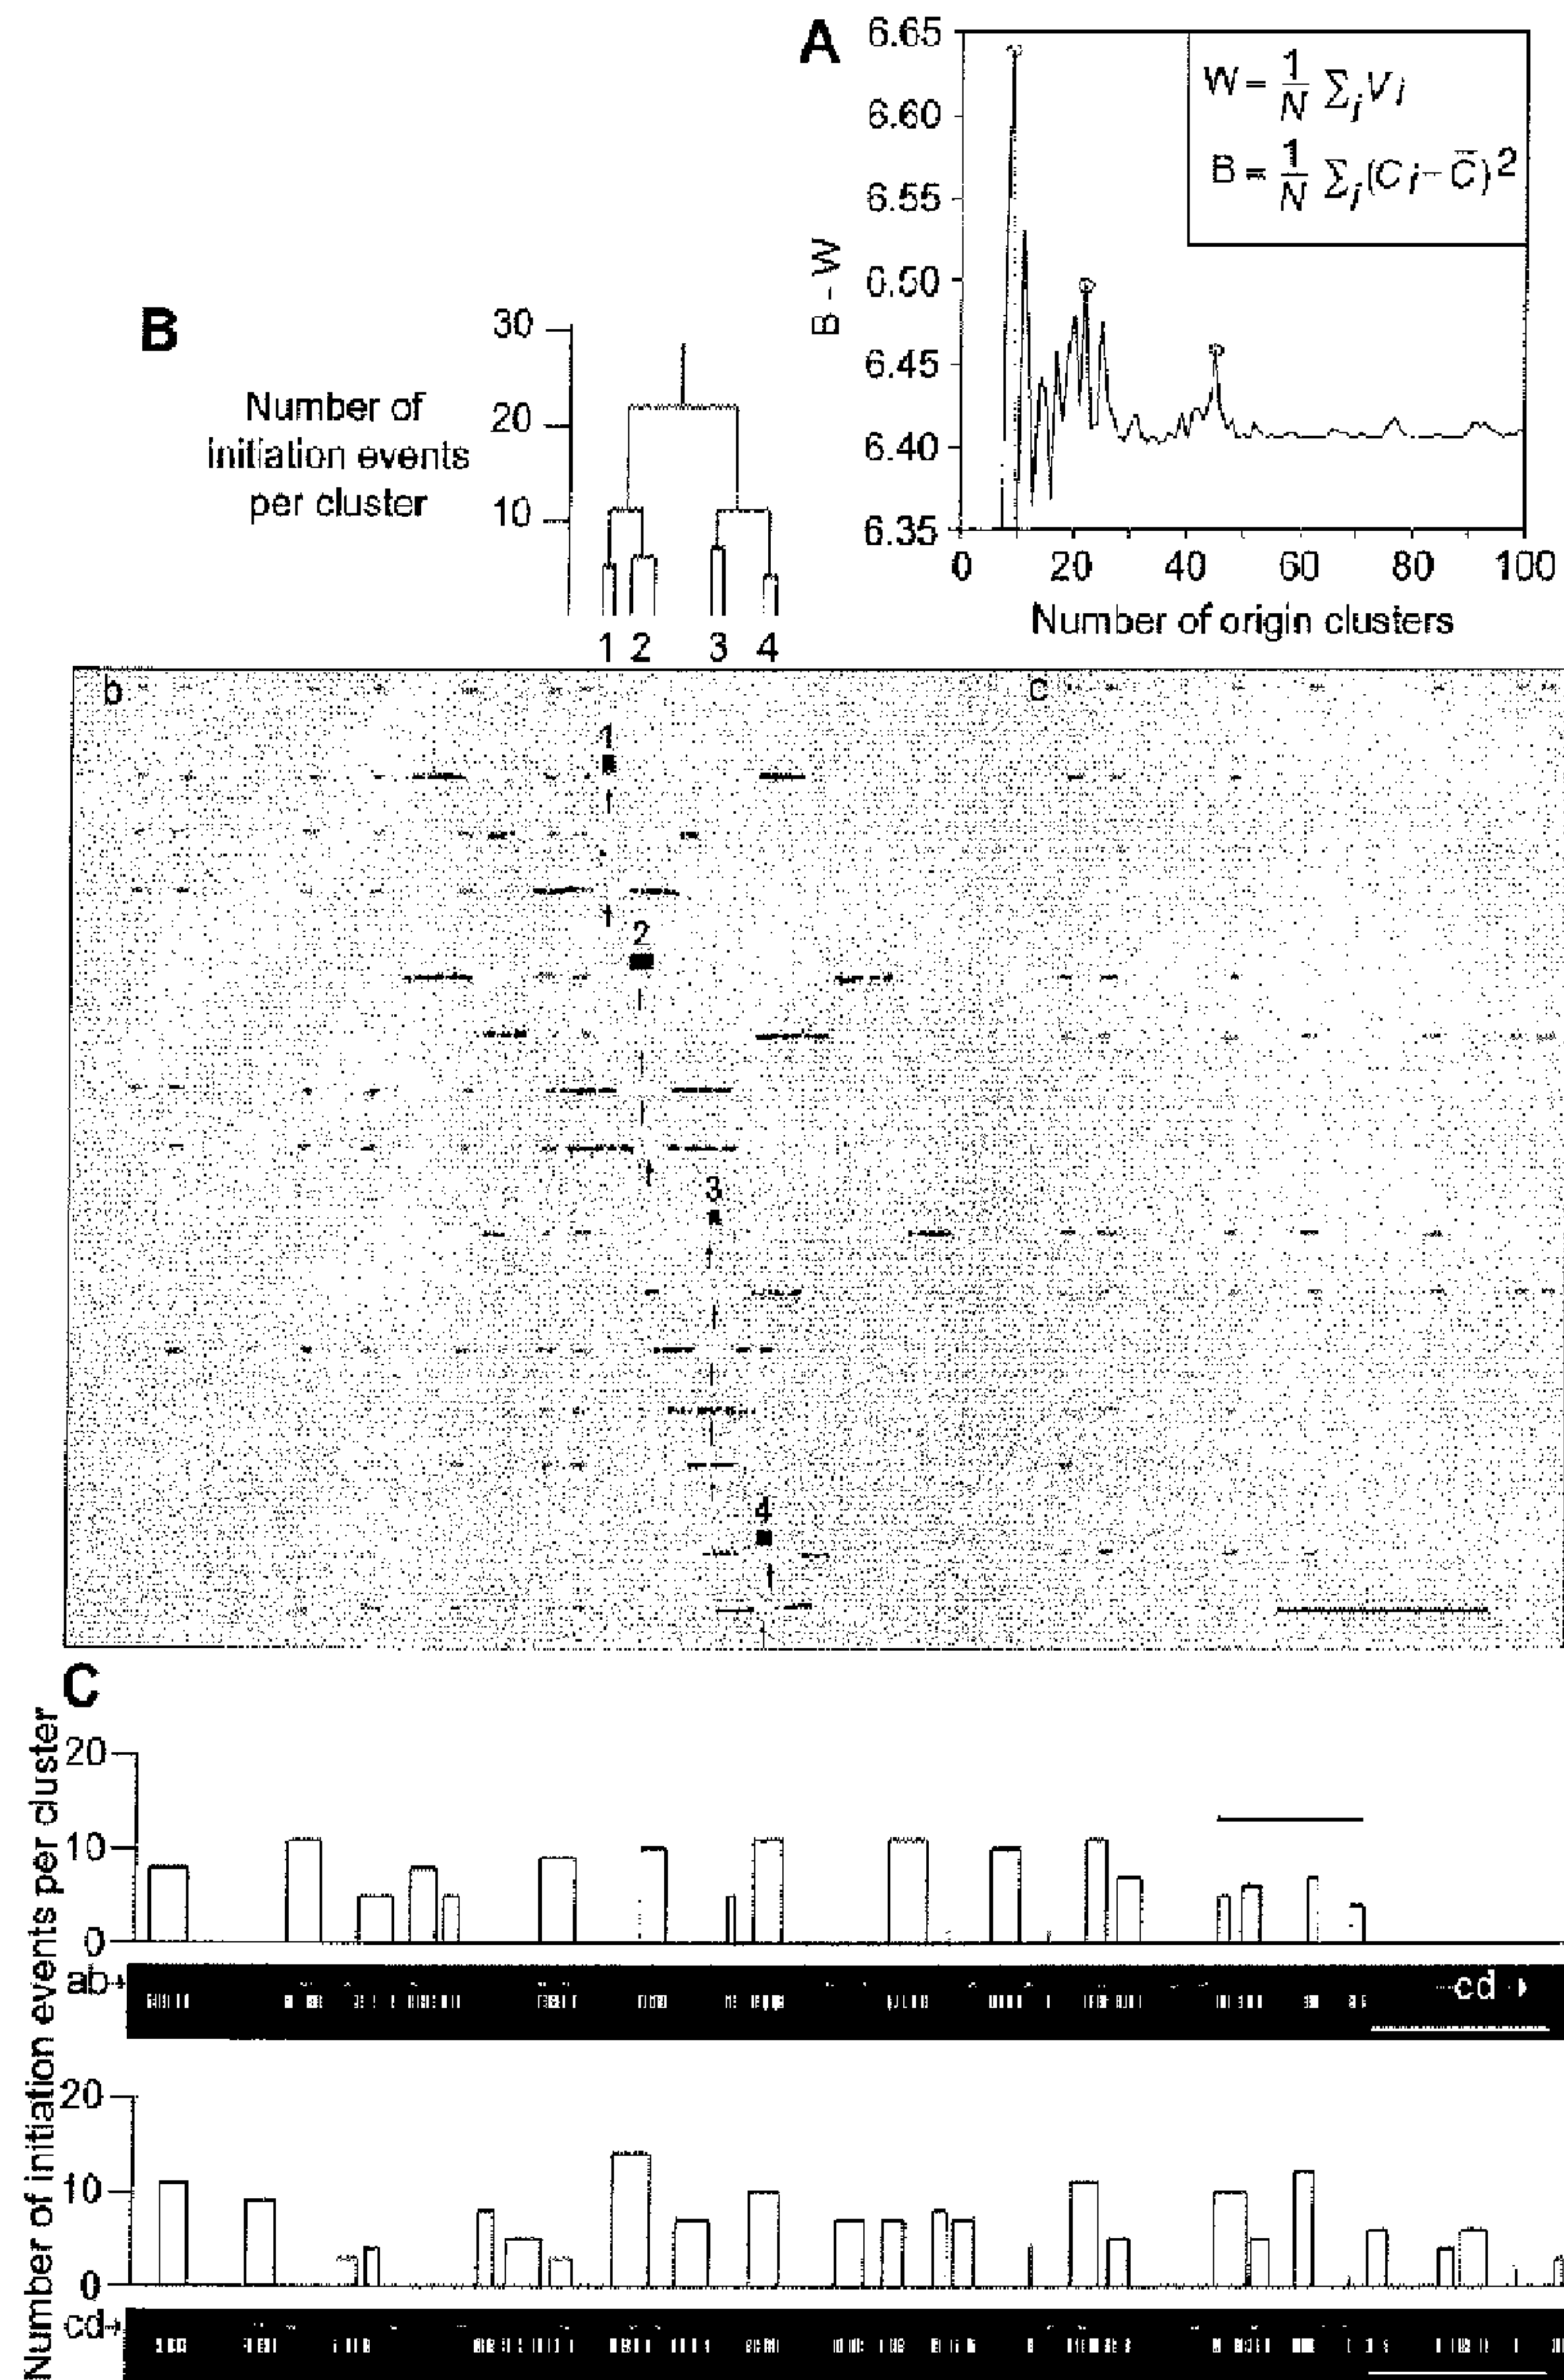 A
6.65
6.60
6.55
6.50
6.45
6.40
6.35
B - W
W = 1/N Σi Vi
B = 1/N Σi (Ci - C̄)²
0 20 40 60 80 100
Number of origin clusters
B
Number of
initiation events
per cluster
30
20
10
1 2 3 4
b c
1
2
3
4
C
Number of initiation events per cluster
20
10
0
ab
cd
20
10
0
cd